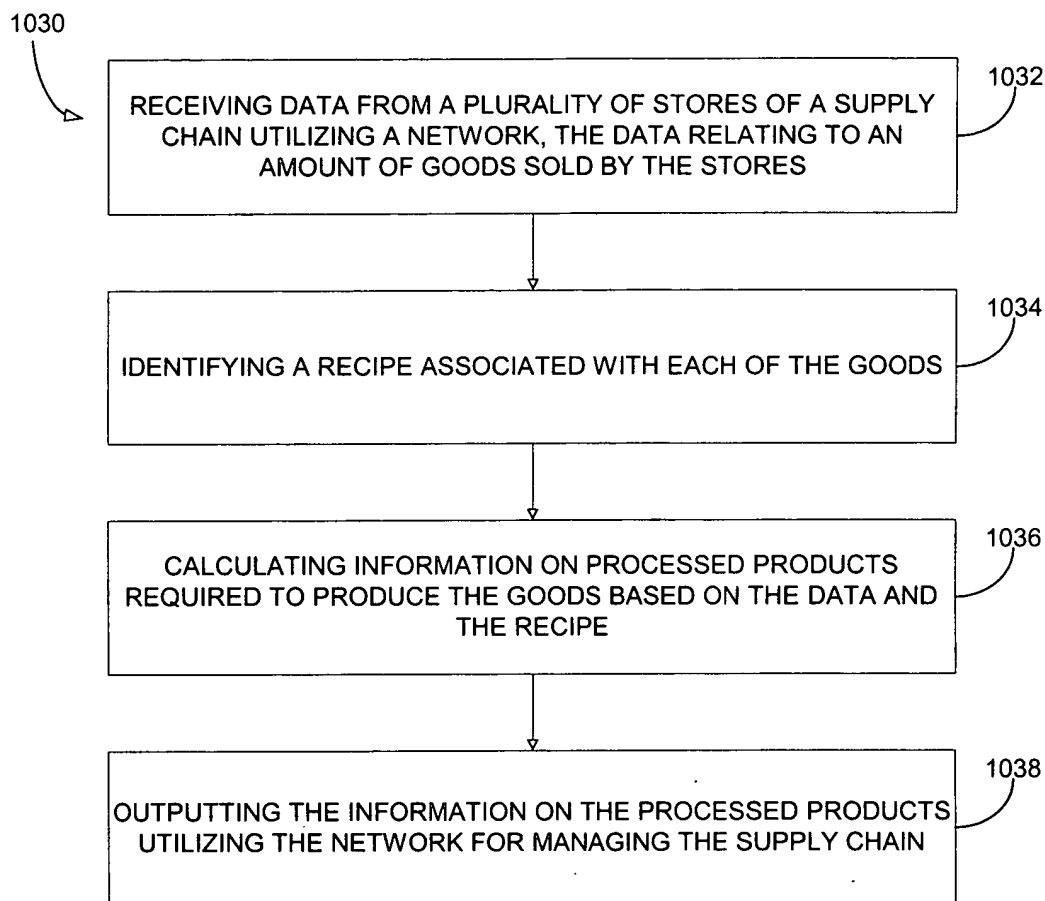 1030
1032
RECEIVING DATA FROM A PLURALITY OF STORES OF A SUPPLY
CHAIN UTILIZING A NETWORK, THE DATA RELATING TO AN
AMOUNT OF GOODS SOLD BY THE STORES
1034
IDENTIFYING A RECIPE ASSOCIATED WITH EACH OF THE GOODS
1036
CALCULATING INFORMATION ON PROCESSED PRODUCTS
REQUIRED TO PRODUCE THE GOODS BASED ON THE DATA AND
THE RECIPE
1038
OUTPUTTING THE INFORMATION ON THE PROCESSED PRODUCTS
UTILIZING THE NETWORK FOR MANAGING THE SUPPLY CHAIN